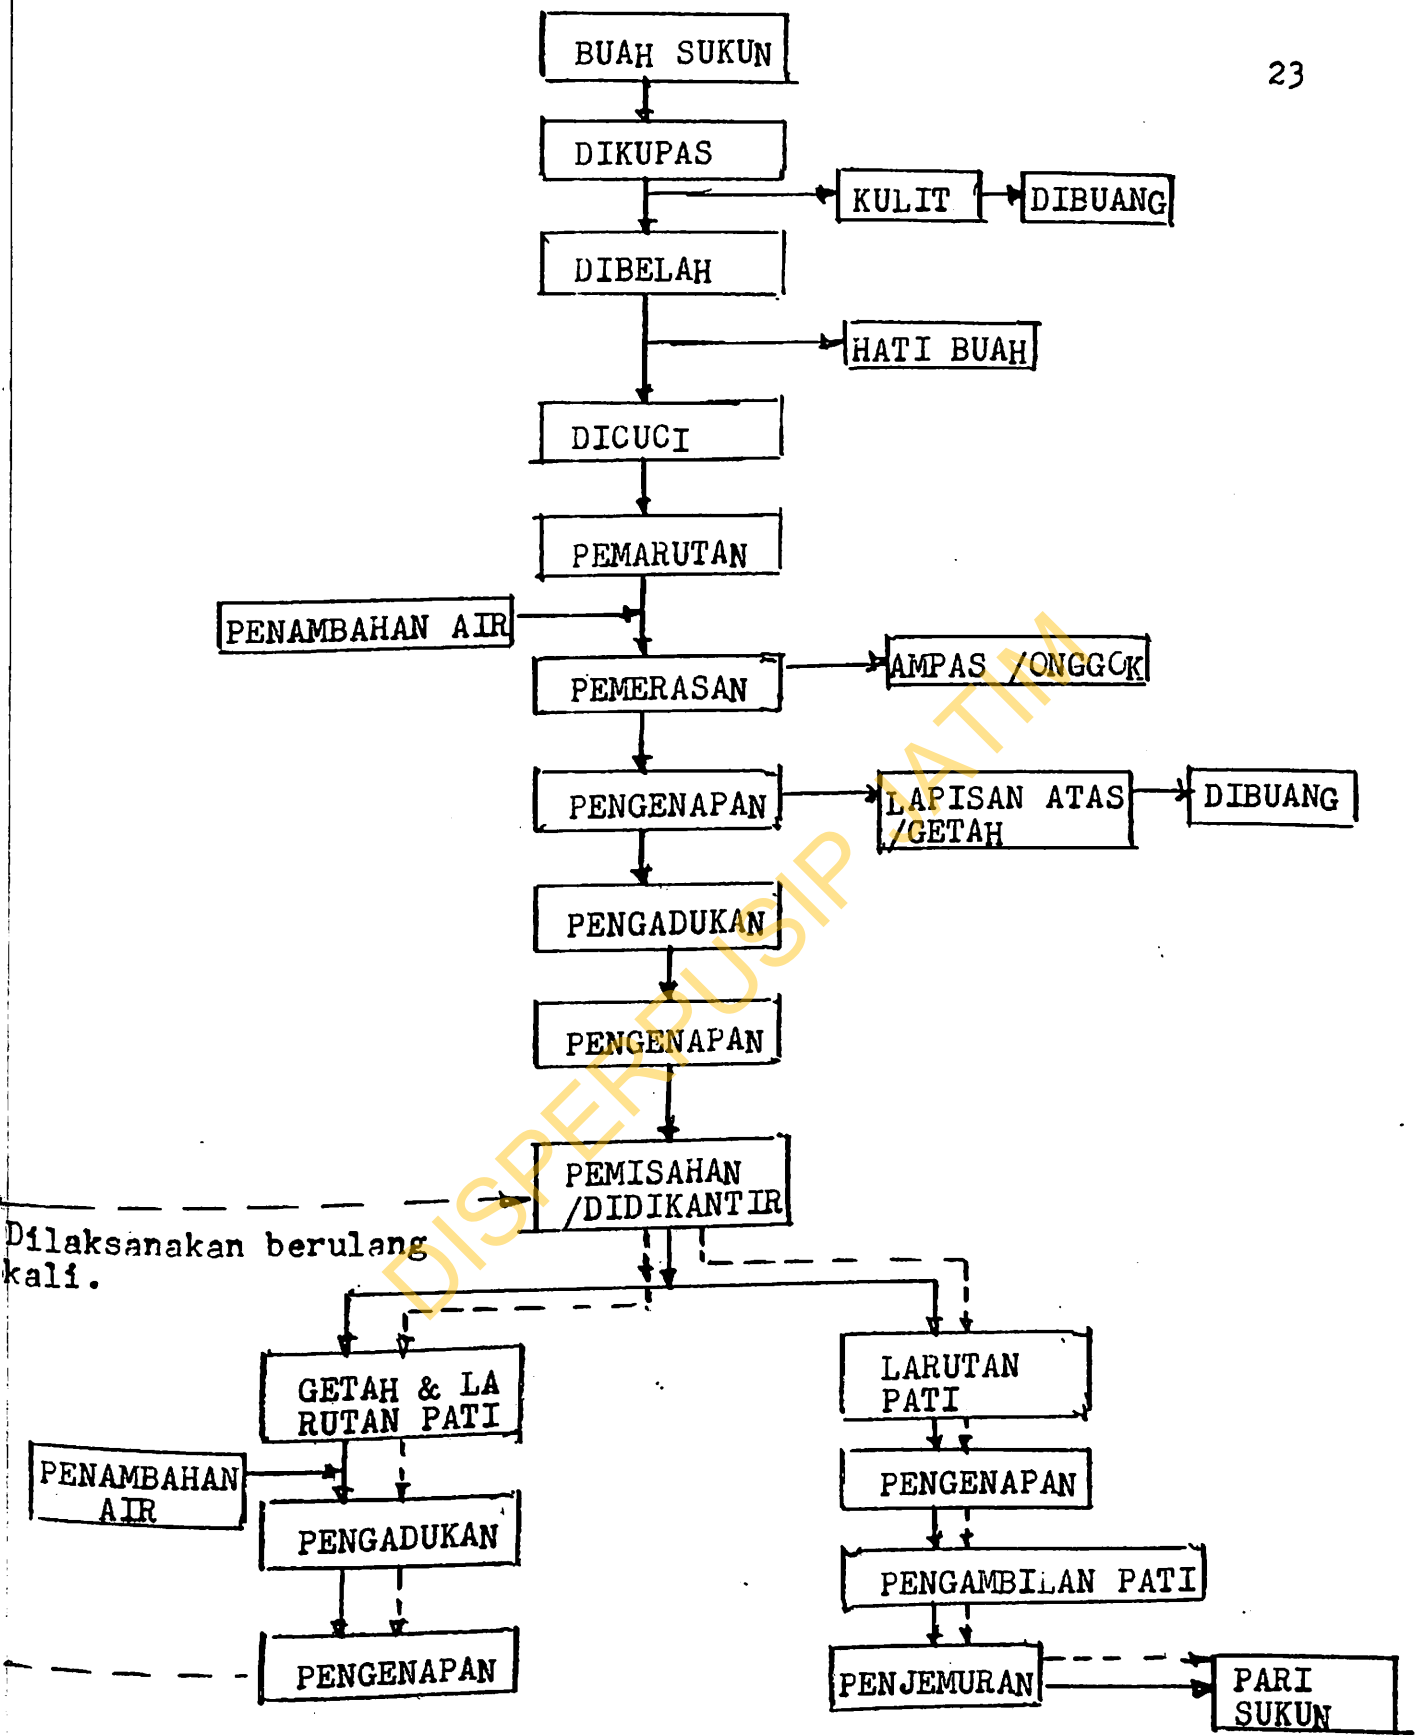 BUAH SUKUN
23
DIKUPAS
KULIT
DIBUANG
DIBELAH
HATI BUAH
DICUCI
PEMARUTAN
PENAMBAHAN AIR
PEMERASAN
AMPAS /ONGGOK
PENGENAPAN
LAPISAN ATAS
/GETAH
DIBUANG
PENGADUKAN
PENGENAPAN
PEMISAHAN
/DIDIKANTIR
Dilaksanakan berulang
kali.
GETAH & LA
RUTAN PATI
LARUTAN
PATI
PENAMBAHAN
AIR
PENGENAPAN
PENGADUKAN
PENGAMBILAN PATI
PENGENAPAN
PENJEMURAN
PARI
SUKUN
DISPERPUSIP JATIM